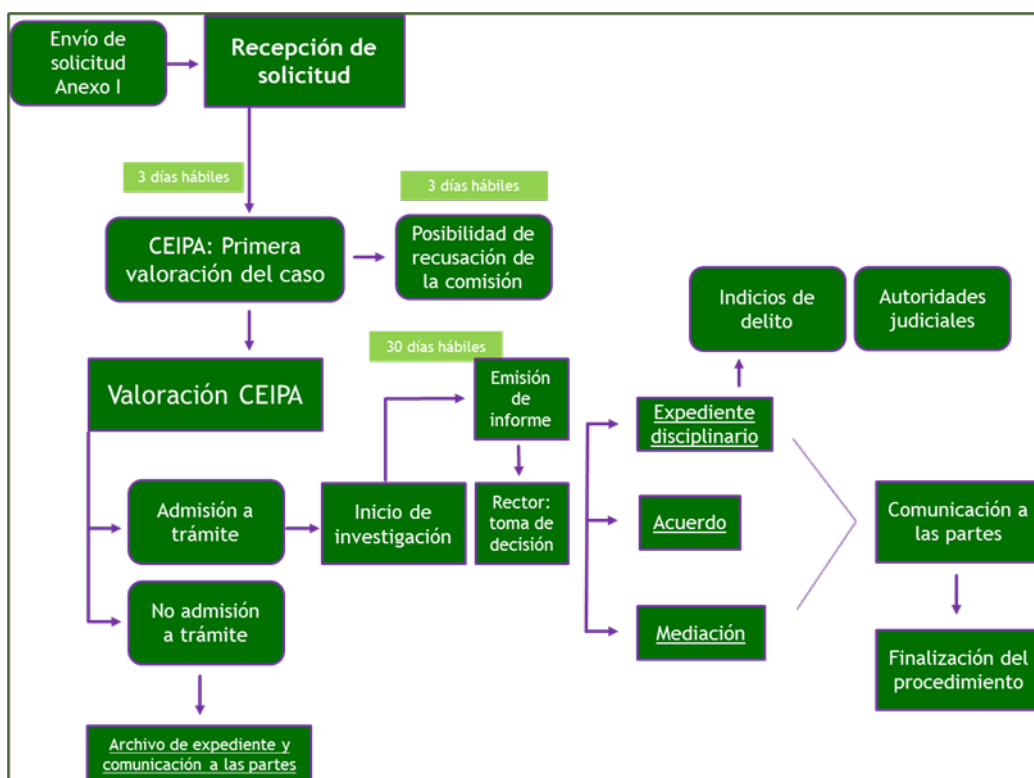 Envío de
solicitud
Anexo I
Recepción de
solicitud
3 días hábiles
3 días hábiles
CEIPA: Primera
valoración del caso
Posibilidad de
recusación de
la comisión
Indicios de
delito
Autoridades
judiciales
30 días hábiles
Valoración CEIPA
Emisión
de
informe
Expediente
disciplinario
Admisión a
trámite
Inicio de
investigación
Rector:
toma de
decisión
Acuerdo
Comunicación a
las partes
No admisión
a trámite
Mediación
Finalización del
procedimiento
Archivo de expediente y
comunicación a las partes